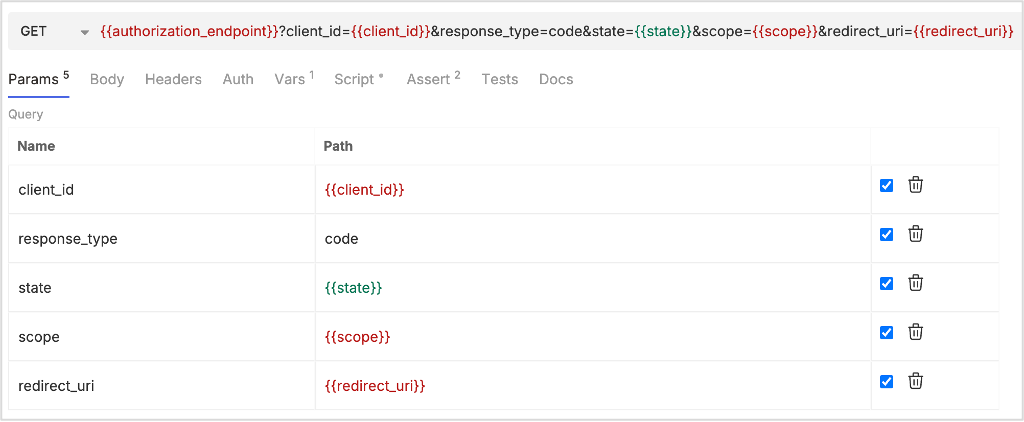 GET {{authorization_endpoint}}?client_id={{client_id}}&response_type=code&state={{state}}&scope={{scope}}&redirect_uri={{redirect_uri}}
Params 5 Body Headers Auth Vars 1 Script * Assert 2 Tests Docs
Query
Name Path
client_id {{client_id}}
response_type code
state {{state}}
scope {{scope}}
redirect_uri {{redirect_uri}}